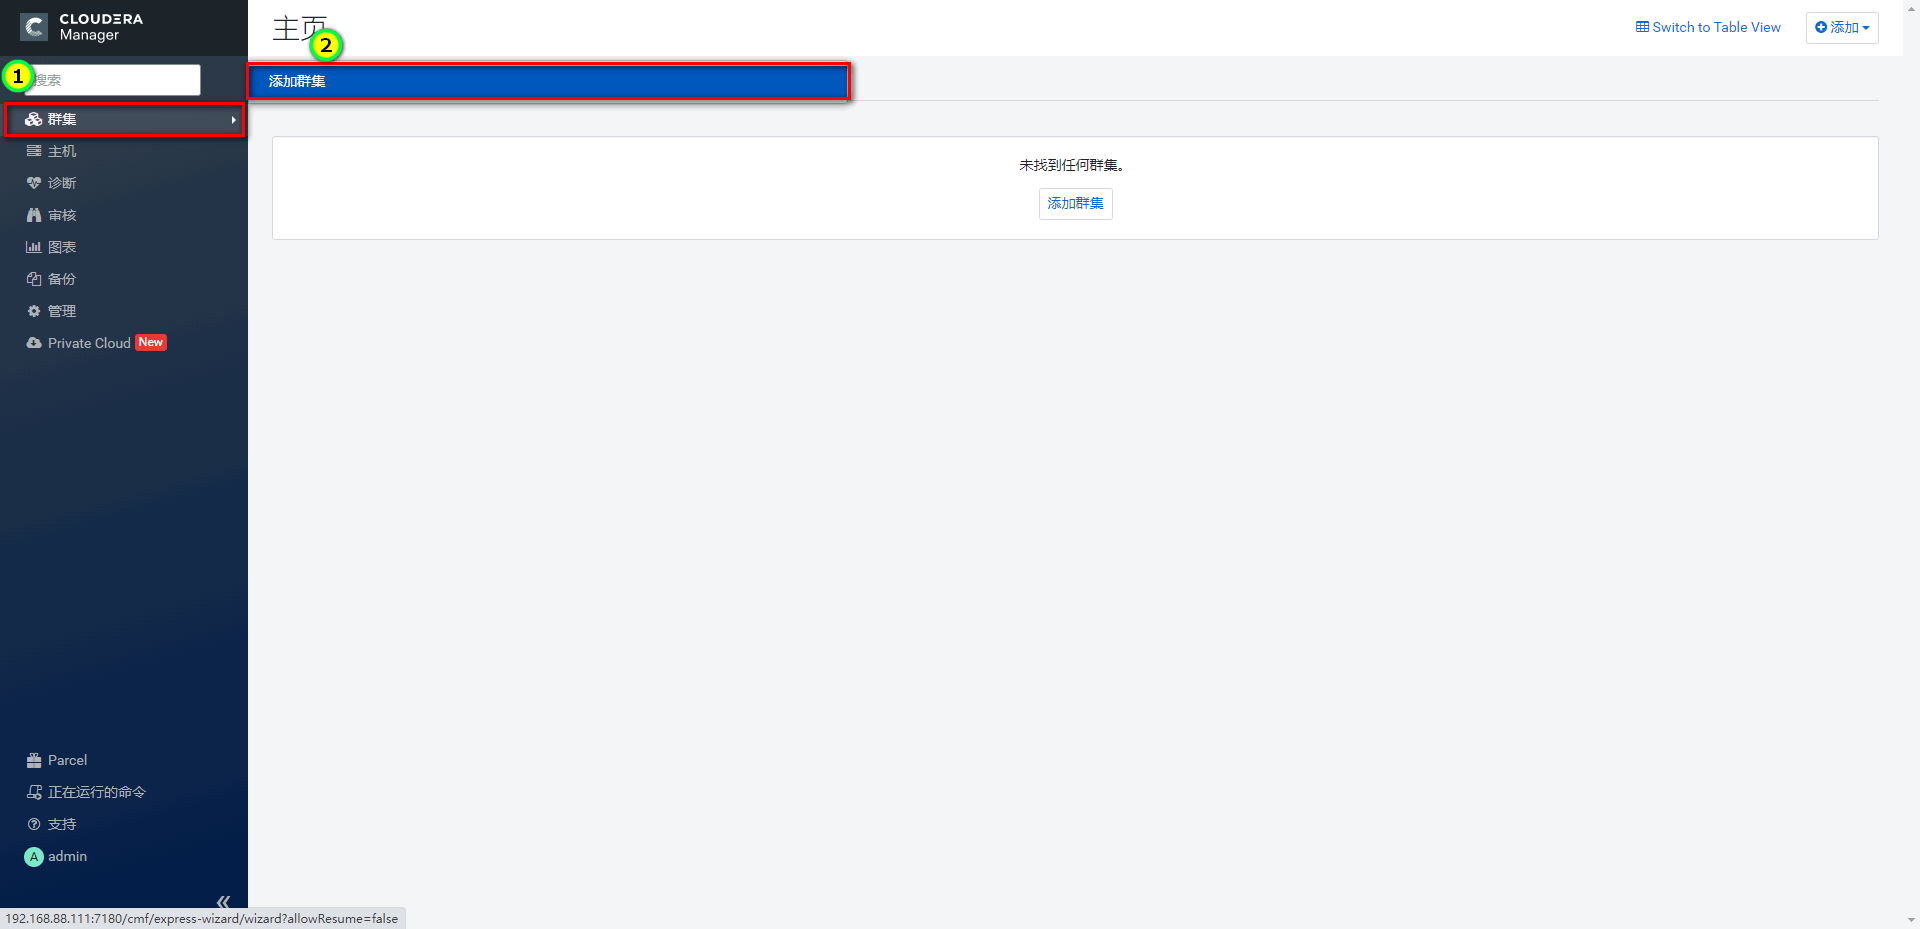 CLOUDERA
Manager
主页
Switch to Table View
添加
1
2
搜索
添加群集
群集
主机
诊断
审核
图表
备份
管理
Private Cloud New
未找到任何群集。
添加群集
Parcel
正在运行的命令
支持
A admin
192.168.88.111:7180/cmf/express-wizard/wizard?allowResume=false